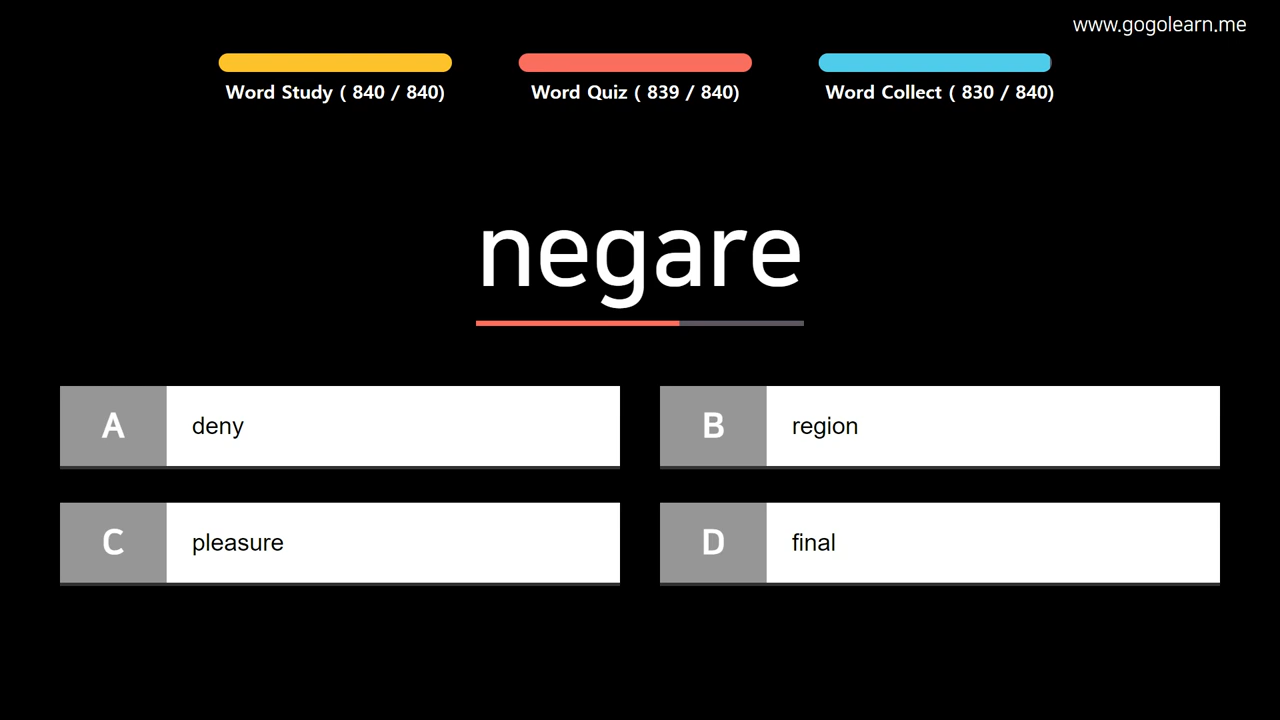 www.gogolearn.me
Word Study ( 840 / 840)
Word Quiz ( 839 / 840)
Word Collect ( 830 / 840)
negare
A deny
B region
C pleasure
D final